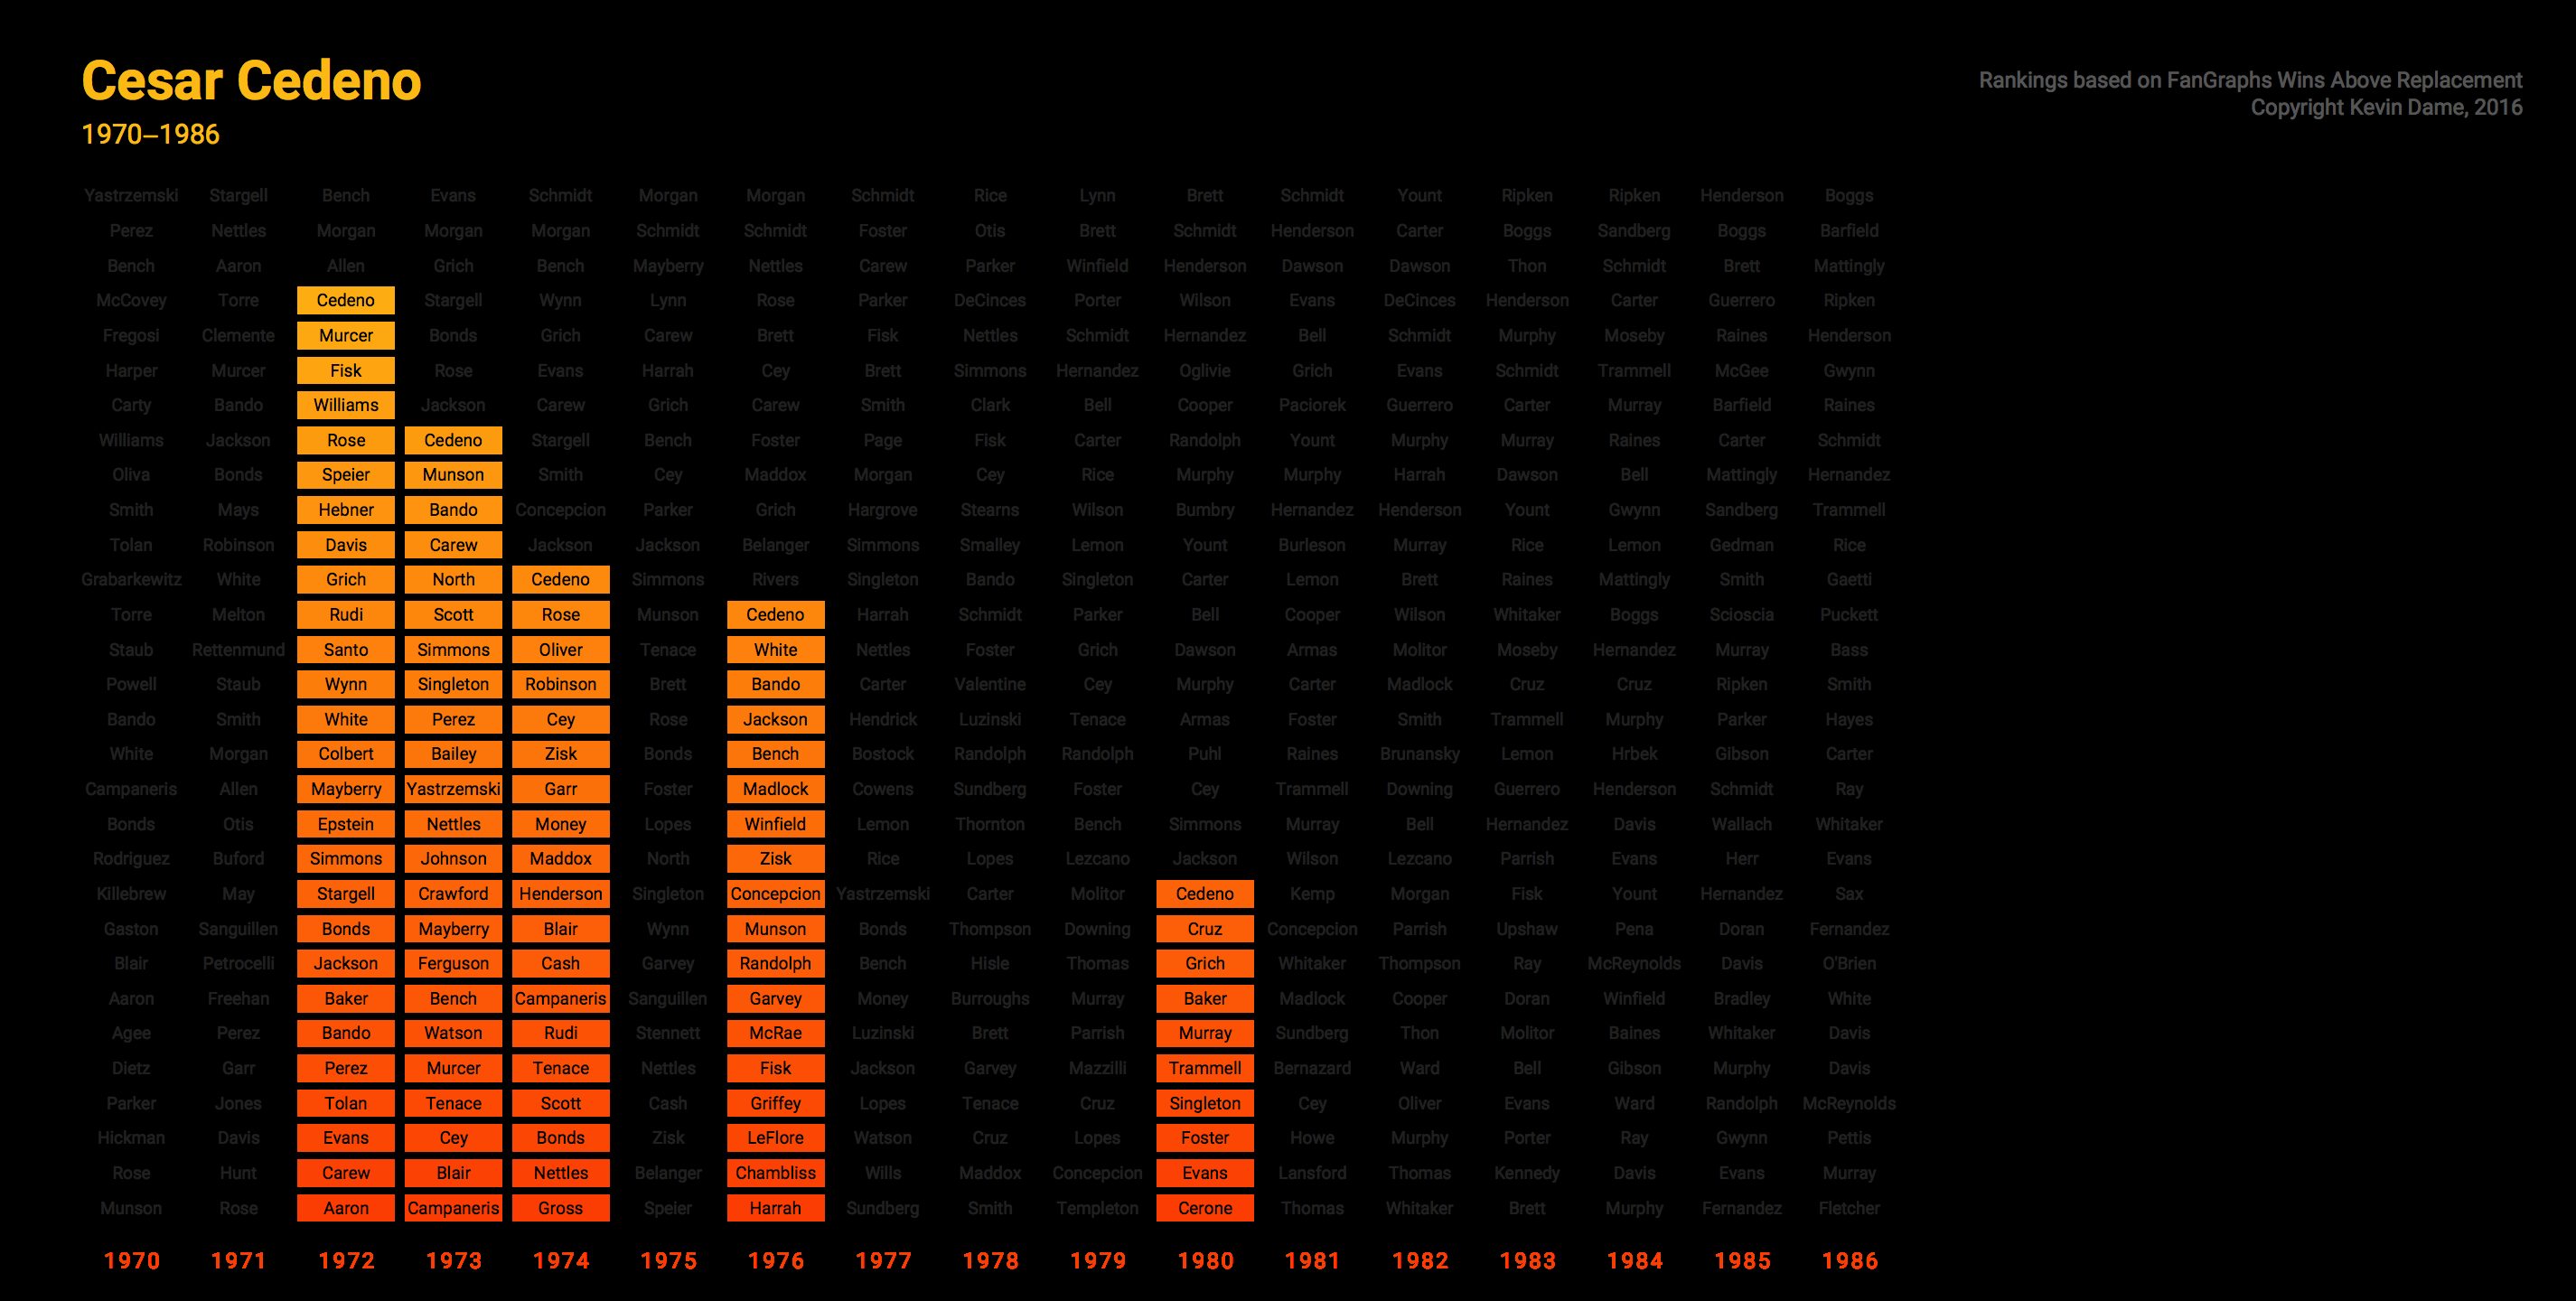 Cesar Cedeno
1970–1986
Rankings based on FanGraphs Wins Above Replacement
Copyright Kevin Dame, 2016
Yastrzemski Stargell Bench Evans Schmidt Morgan Morgan Schmidt Rice Lynn Brett Schmidt Yount Ripken Ripken Henderson Boggs
Perez Nettles Morgan Morgan Morgan Schmidt Schmidt Foster Otis Brett Schmidt Henderson Carter Boggs Sandberg Boggs Barfield
Bench Aaron Allen Grich Bench Mayberry Nettles Carew Parker Winfield Henderson Dawson Dawson Thon Schmidt Brett Mattingly
McCovey Torre Cedeno Stargell Wynn Lynn Rose Parker DeCinces Porter Wilson Evans DeCinces Henderson Carter Guerrero Ripken
Fregosi Clemente Murcer Bonds Grich Carew Brett Fisk Nettles Schmidt Hernandez Bell Schmidt Murphy Moseby Raines Henderson
Harper Murcer Fisk Rose Evans Harrah Cey Brett Simmons Hernandez Oglivie Grich Evans Schmidt Trammell McGee Gwynn
Carty Bando Williams Jackson Carew Grich Carew Smith Clark Bell Cooper Paciorek Guerrero Carter Murray Barfield Raines
Williams Jackson Rose Cedeno Stargell Bench Foster Page Fisk Carter Randolph Yount Murphy Murray Raines Carter Schmidt
Oliva Bonds Speier Munson Smith Cey Maddox Morgan Cey Rice Murphy Murphy Harrah Dawson Bell Mattingly Hernandez
Smith Mays Hebner Bando Concepcion Parker Grich Hargrove Stearns Wilson Bumbry Hernandez Henderson Yount Gwynn Sandberg Trammell
Tolan Robinson Davis Carew Jackson Jackson Belanger Simmons Smalley Lemon Yount Burleson Murray Rice Lemon Gedman Rice
Grabarkewitz White Grich North Cedeno Simmons Rivers Singleton Bando Singleton Carter Lemon Brett Raines Mattingly Smith Gaetti
Torre Melton Rudi Scott Rose Munson Cedeno Harrah Schmidt Parker Bell Cooper Wilson Whitaker Boggs Scioscia Puckett
Staub Rettenmund Santo Simmons Oliver Tenace White Nettles Foster Grich Dawson Armas Molitor Moseby Hernandez Murray Bass
Powell Staub Wynn Singleton Robinson Brett Bando Carter Valentine Cey Murphy Carter Madlock Cruz Cruz Ripken Smith
Bando Smith White Perez Cey Rose Jackson Hendrick Luzinski Tenace Armas Foster Smith Trammell Murphy Parker Hayes
White Morgan Colbert Bailey Zisk Bonds Bench Bostock Randolph Randolph Puhl Raines Brunansky Lemon Hrbek Gibson Carter
Campaneris Allen Mayberry Yastrzemski Garr Foster Madlock Cowens Sundberg Foster Cey Trammell Downing Guerrero Henderson Schmidt Ray
Bonds Otis Epstein Nettles Money Lopes Winfield Lemon Thornton Bench Simmons Murray Bell Hernandez Davis Wallach Whitaker
Rodriguez Buford Simmons Johnson Maddox North Zisk Rice Lopes Lezcano Jackson Wilson Lezcano Parrish Evans Herr Evans
Killebrew May Stargell Crawford Henderson Singleton Concepcion Yastrzemski Carter Molitor Cedeno Kemp Morgan Fisk Yount Hernandez Sax
Gaston Sanguillen Bonds Mayberry Blair Wynn Munson Bonds Thompson Downing Cruz Concepcion Parrish Upshaw Pena Doran Fernandez
Blair Petrocelli Jackson Ferguson Cash Garvey Randolph Bench Hisle Thomas Grich Whitaker Thompson Ray McReynolds Davis O'Brien
Aaron Freehan Baker Bench Campaneris Sanguillen Garvey Money Burroughs Murray Baker Madlock Cooper Doran Winfield Bradley White
Agee Perez Bando Watson Rudi Stennett McRae Luzinski Brett Parrish Murray Sundberg Thon Molitor Baines Whitaker Davis
Dietz Garr Perez Murcer Tenace Nettles Fisk Jackson Garvey Mazzilli Trammell Bernazard Ward Bell Gibson Murphy Davis
Parker Jones Tolan Tenace Scott Cash Griffey Lopes Tenace Cruz Singleton Cey Oliver Evans Ward Randolph McReynolds
Hickman Davis Evans Cey Bonds Zisk LeFlore Watson Cruz Lopes Foster Howe Murphy Porter Ray Gwynn Pettis
Rose Hunt Carew Blair Nettles Belanger Chambliss Wills Maddox Concepcion Evans Lansford Thomas Kennedy Davis Evans Murray
Munson Rose Aaron Campaneris Gross Speier Harrah Sundberg Smith Templeton Cerone Thomas Whitaker Brett Murphy Fernandez Fletcher
1970 1971 1972 1973 1974 1975 1976 1977 1978 1979 1980 1981 1982 1983 1984 1985 1986